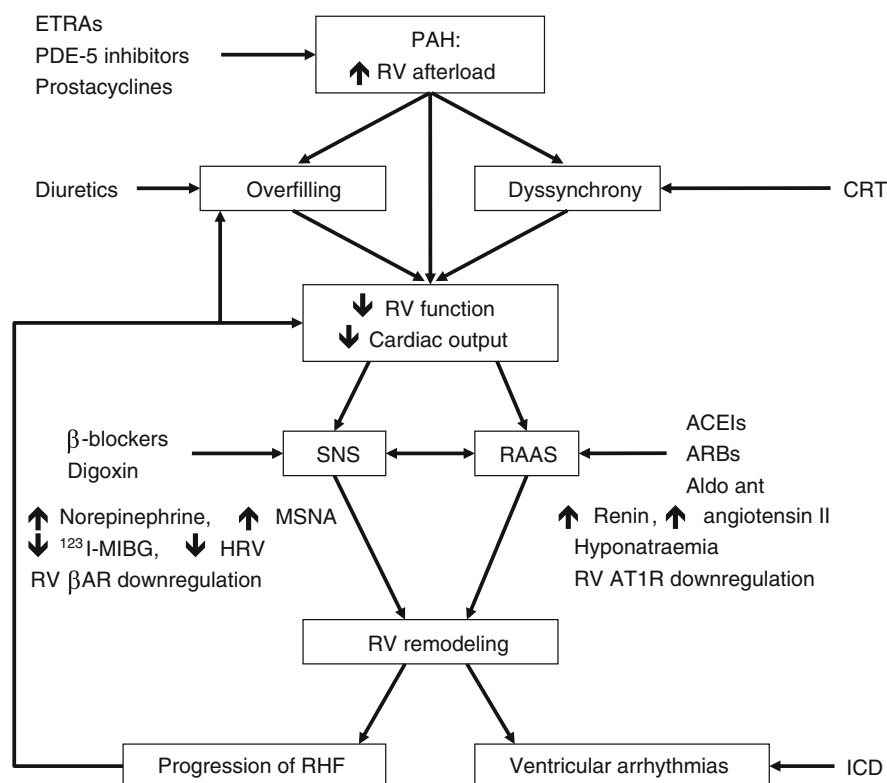 ETRAs
PDE-5 inhibitors
Prostacyclines
PAH:
↑ RV afterload
Diuretics
Overfilling
Dyssynchrony
CRT
↓ RV function
↓ Cardiac output
β-blockers
Digoxin
SNS
RAAS
ACEIs
ARBs
Aldo ant
↑ Norepinephrine, ↑ MSNA
↓ ¹²³I-MIBG, ↓ HRV
RV βAR downregulation
↑ Renin, ↑ angiotensin II
Hyponatraemia
RV AT1R downregulation
RV remodeling
Progression of RHF
Ventricular arrhythmias
ICD